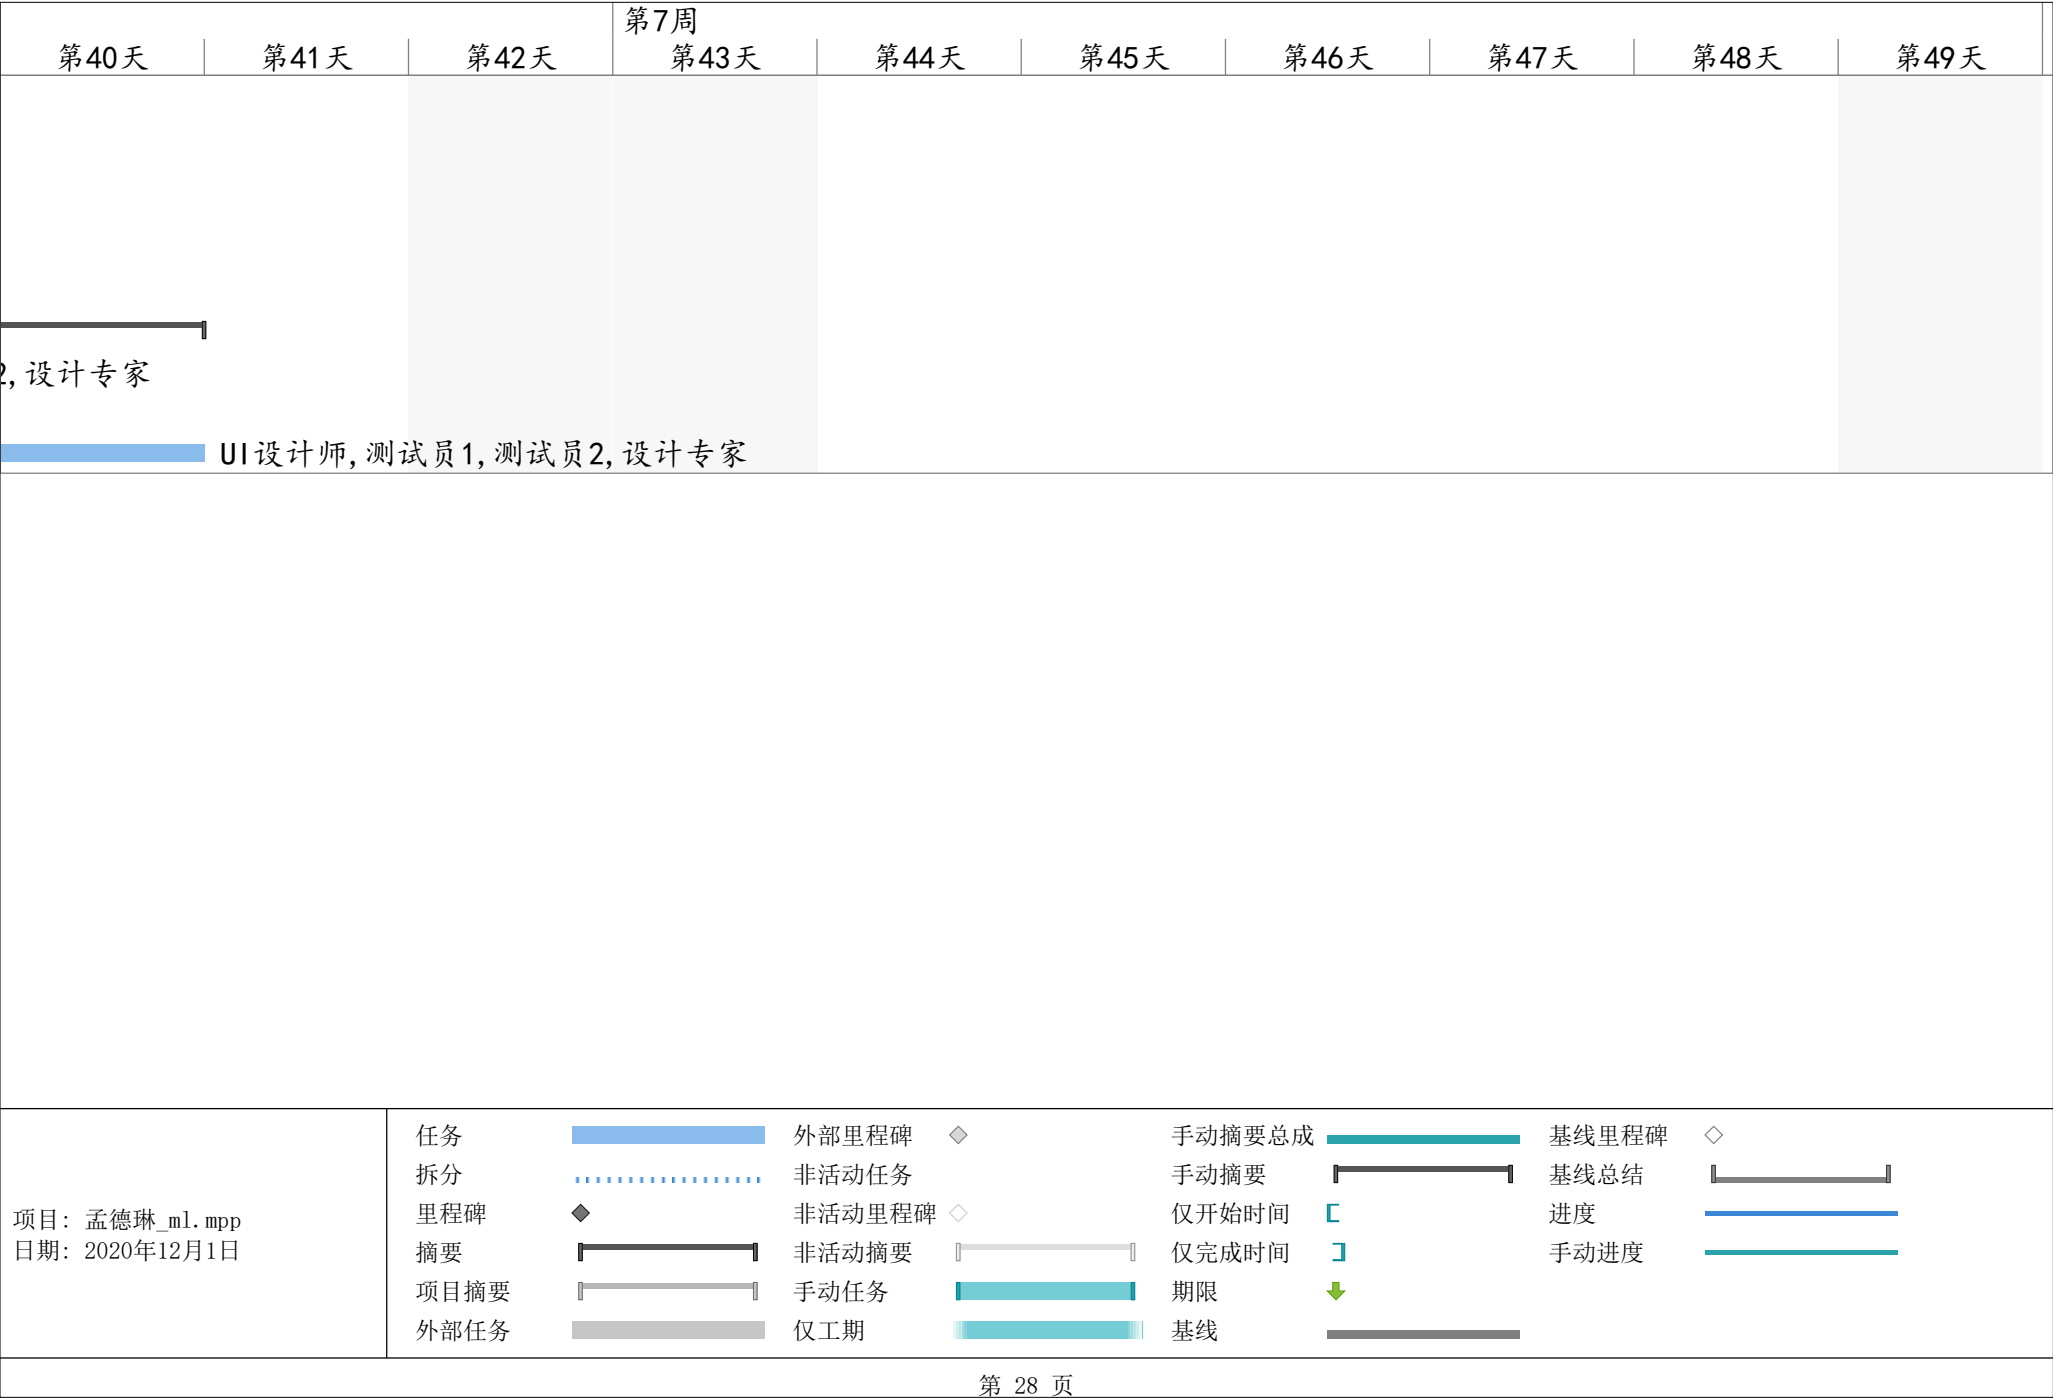 第7周
第40天 第41天 第42天 第43天 第44天 第45天 第46天 第47天 第48天 第49天
2,设计专家
UI设计师,测试员1,测试员2,设计专家
任务 外部里程碑 手动摘要总成 基线里程碑
拆分 非活动任务 手动摘要 基线总结
里程碑 非活动里程碑 仅开始时间 进度
摘要 非活动摘要 仅完成时间 手动进度
项目摘要 手动任务 期限
外部任务 仅工期 基线
项目: 孟德琳_ml.mpp
日期: 2020年12月1日
第 28 页